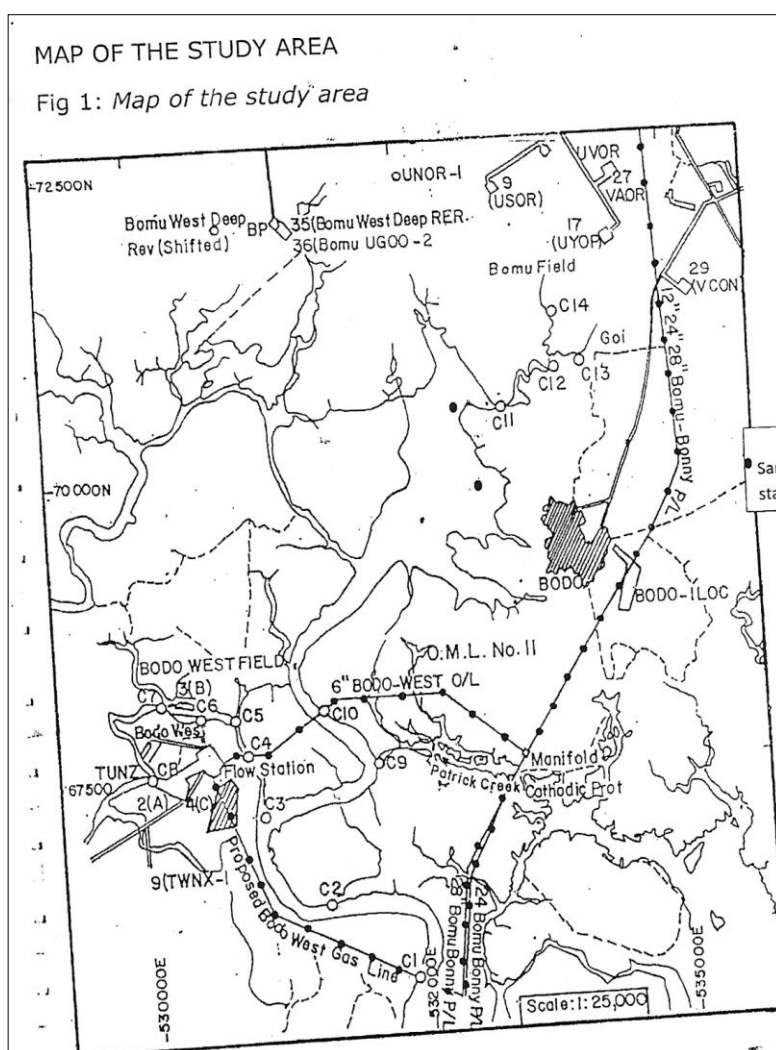 MAP OF THE STUDY AREA
Fig 1: Map of the study area
72500N
UNOR-1
9
(USOR)
UVOR
27
VAOR
Bomu West Deep
Rev (Shifted)
BP
35(Bomu West Deep RER.
36(Bomu UGOO-2
17
(UYOP)
Bomu Field
29
(VCON)
C14
12" 24" 28" Bomu-Bonny P/L
Goi
C13
C12
C11
70000N
San
sta
BODO
BODO-1LOC
O.M.L. No.11
BODO WEST FIELD
6" BODO-WEST O/L
3(B)
C7
C6
C5
C10
Bodo Wes
C4
Flow Station
C9
Manifold
Patrick Creek
Cathodic Prot
TUNZ
CB
67500
2(A)
4(C)
C3
9(TWNX-1
C2
Proposed Bodo West Gas Line
C1
28" Bomu Bonny P/L
24" Bomu Bonny P/L
530000E
532000E
535000E
Scale:1: 25,000